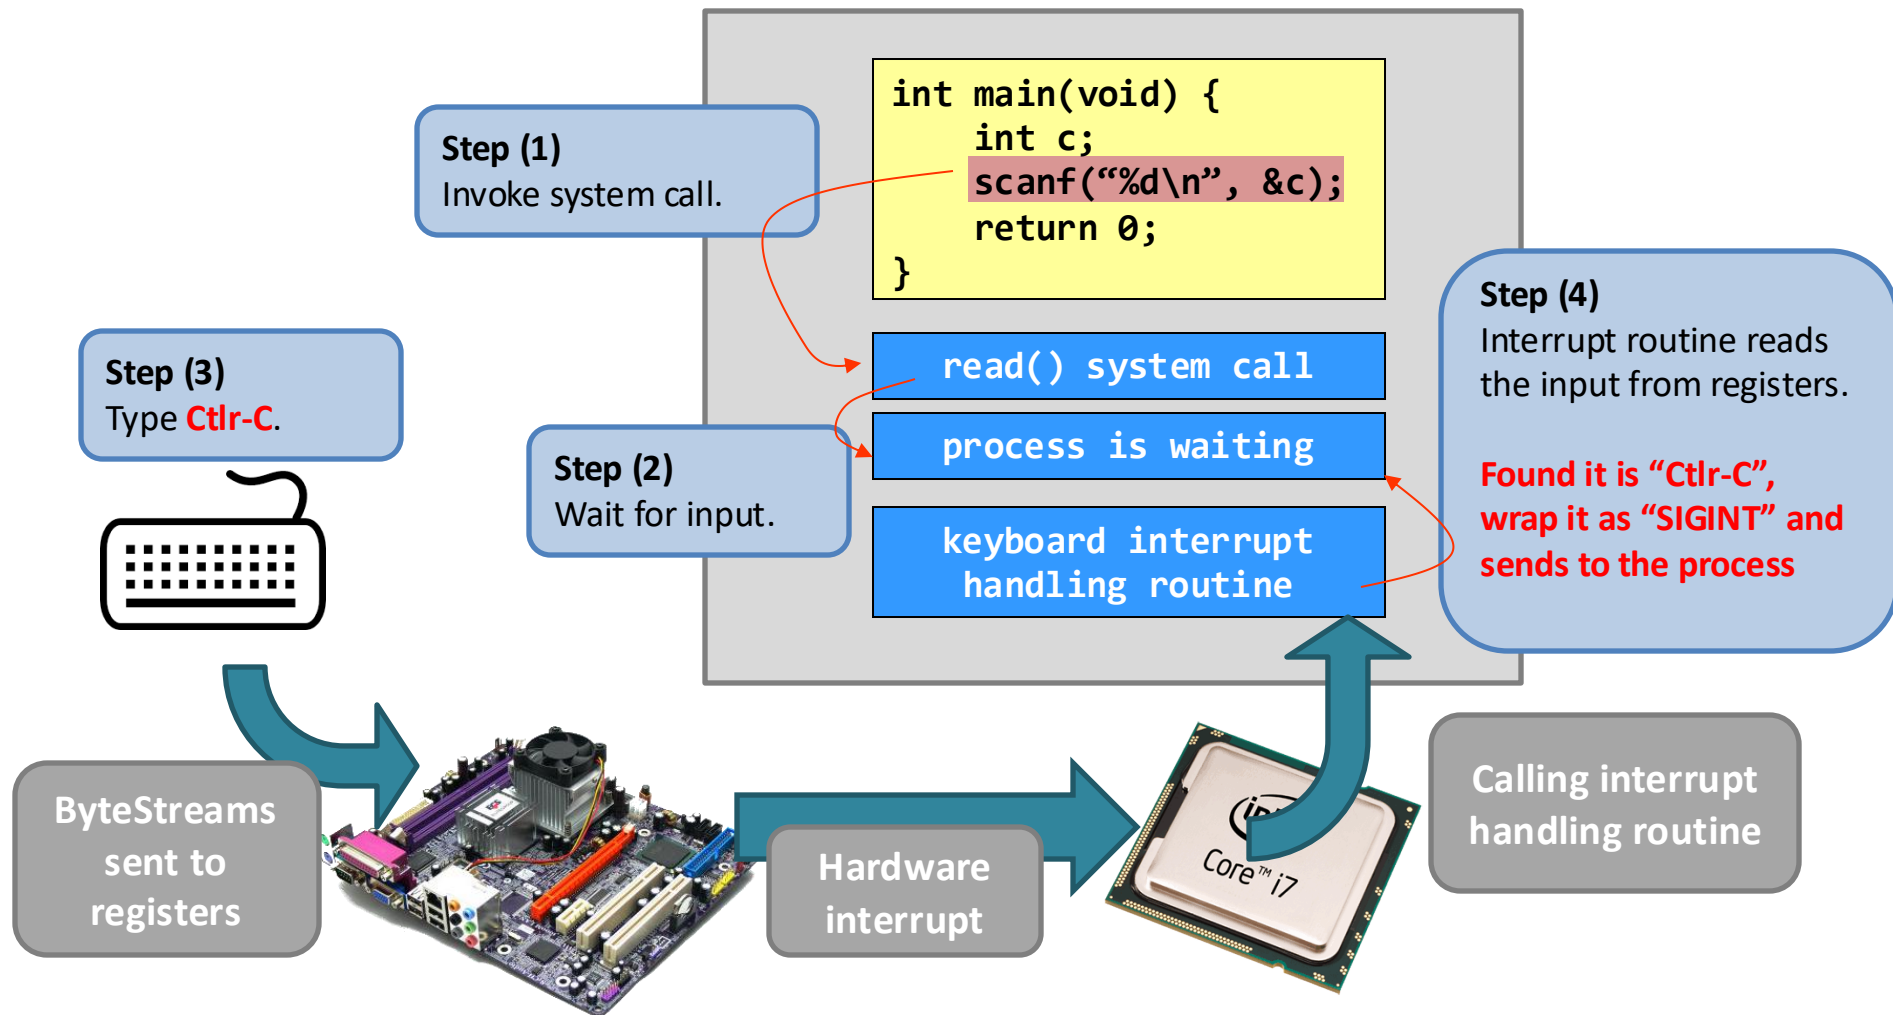 int main(void) {
int c;
scanf(“%d\n”, &c);
return 0;
}
Step (1)
Invoke system call.
read() system call
process is waiting
keyboard interrupt
handling routine
Step (2)
Wait for input.
Step (3)
Type Ctlr-C.
Step (4)
Interrupt routine reads
the input from registers.
Found it is “Ctlr-C”,
wrap it as “SIGINT” and
sends to the process
ByteStreams
sent to
registers
Hardware
interrupt
Core™ i7
Calling interrupt
handling routine